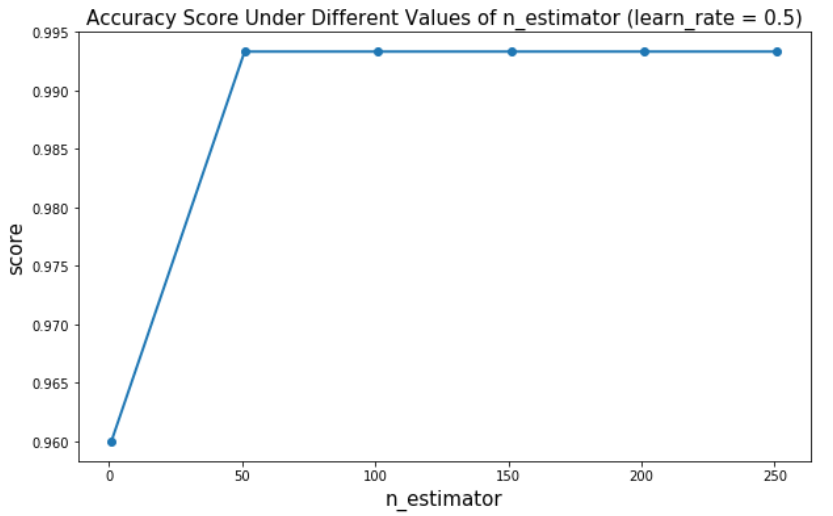 Accuracy Score Under Different Values of n_estimator (learn_rate = 0.5)
0.995
0.990
0.985
0.980
0.975
0.970
0.965
0.960
score
0 50 100 150 200 250
n_estimator